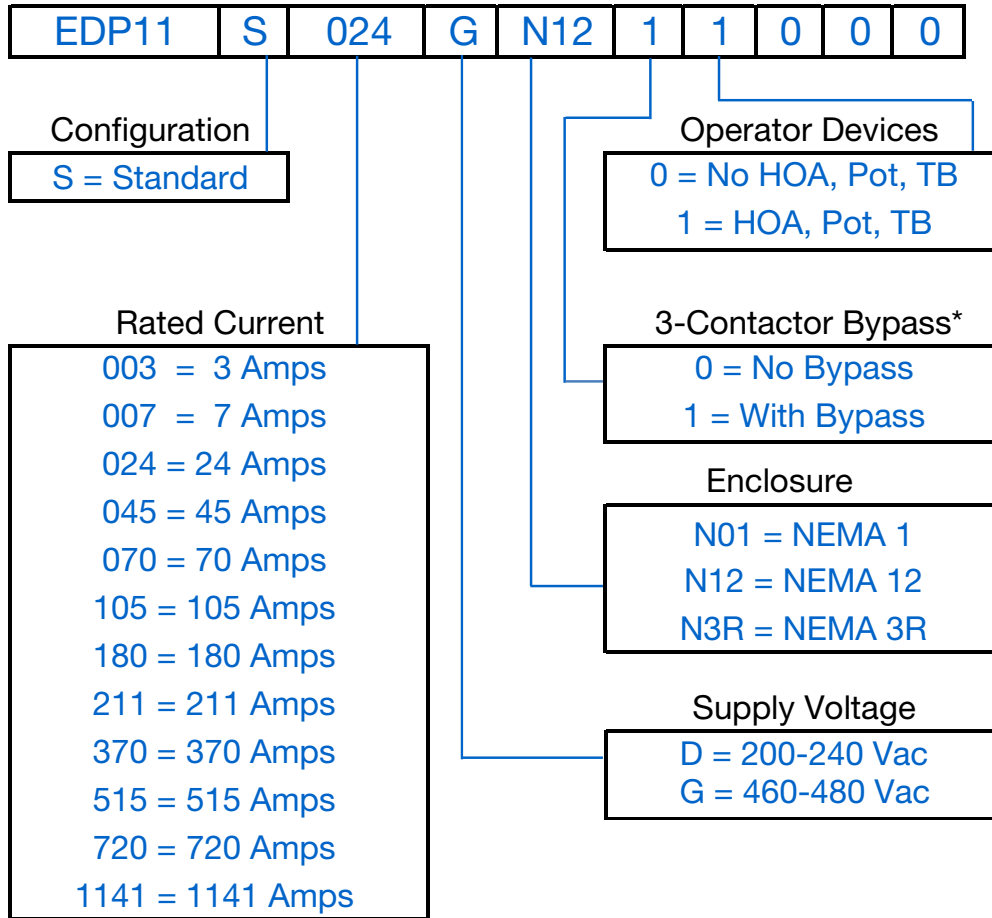 EDP11 S 024 G N12 1 1 0 0 0
Configuration
S = Standard
Operator Devices
0 = No HOA, Pot, TB
1 = HOA, Pot, TB
Rated Current
003 = 3 Amps
007 = 7 Amps
024 = 24 Amps
045 = 45 Amps
070 = 70 Amps
105 = 105 Amps
180 = 180 Amps
211 = 211 Amps
370 = 370 Amps
515 = 515 Amps
720 = 720 Amps
1141 = 1141 Amps
3-Contactor Bypass*
0 = No Bypass
1 = With Bypass
Enclosure
N01 = NEMA 1
N12 = NEMA 12
N3R = NEMA 3R
Supply Voltage
D = 200-240 Vac
G = 460-480 Vac